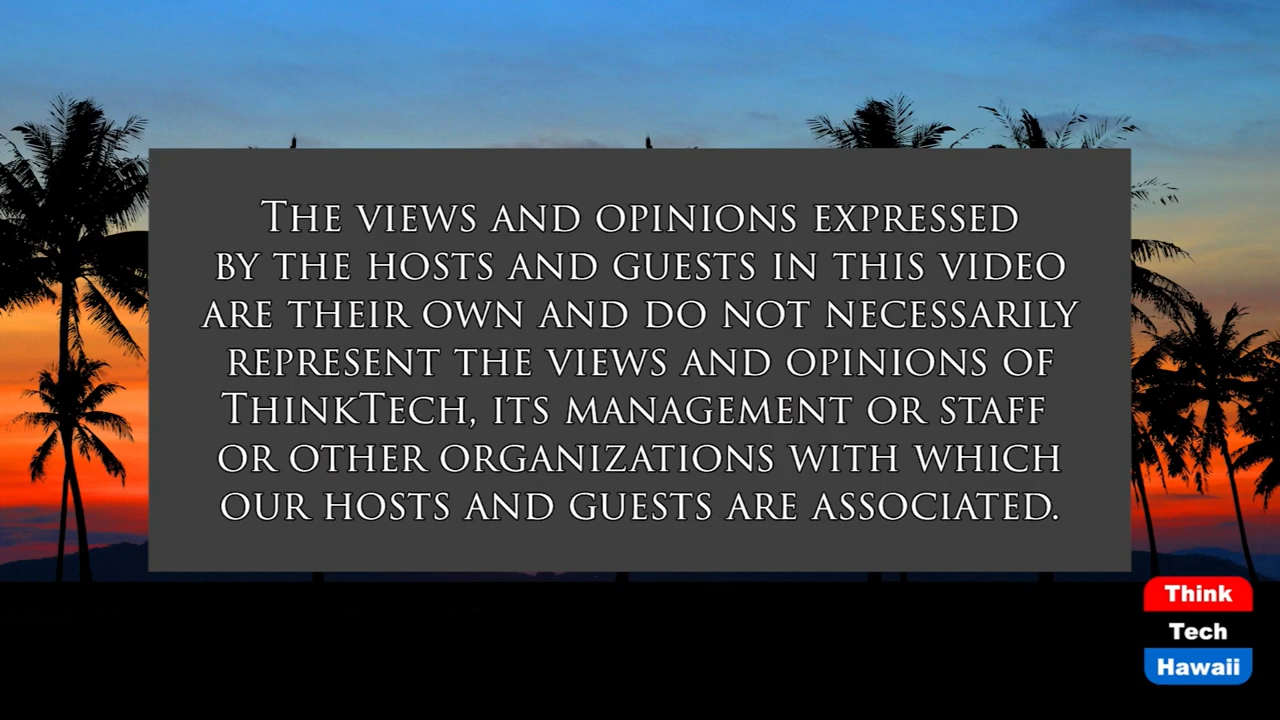 The views and opinions expressed
by the hosts and guests in this video
are their own and do not necessarily
represent the views and opinions of
ThinkTech, its management or staff
or other organizations with which
our hosts and guests are associated.
Think
Tech
Hawaii